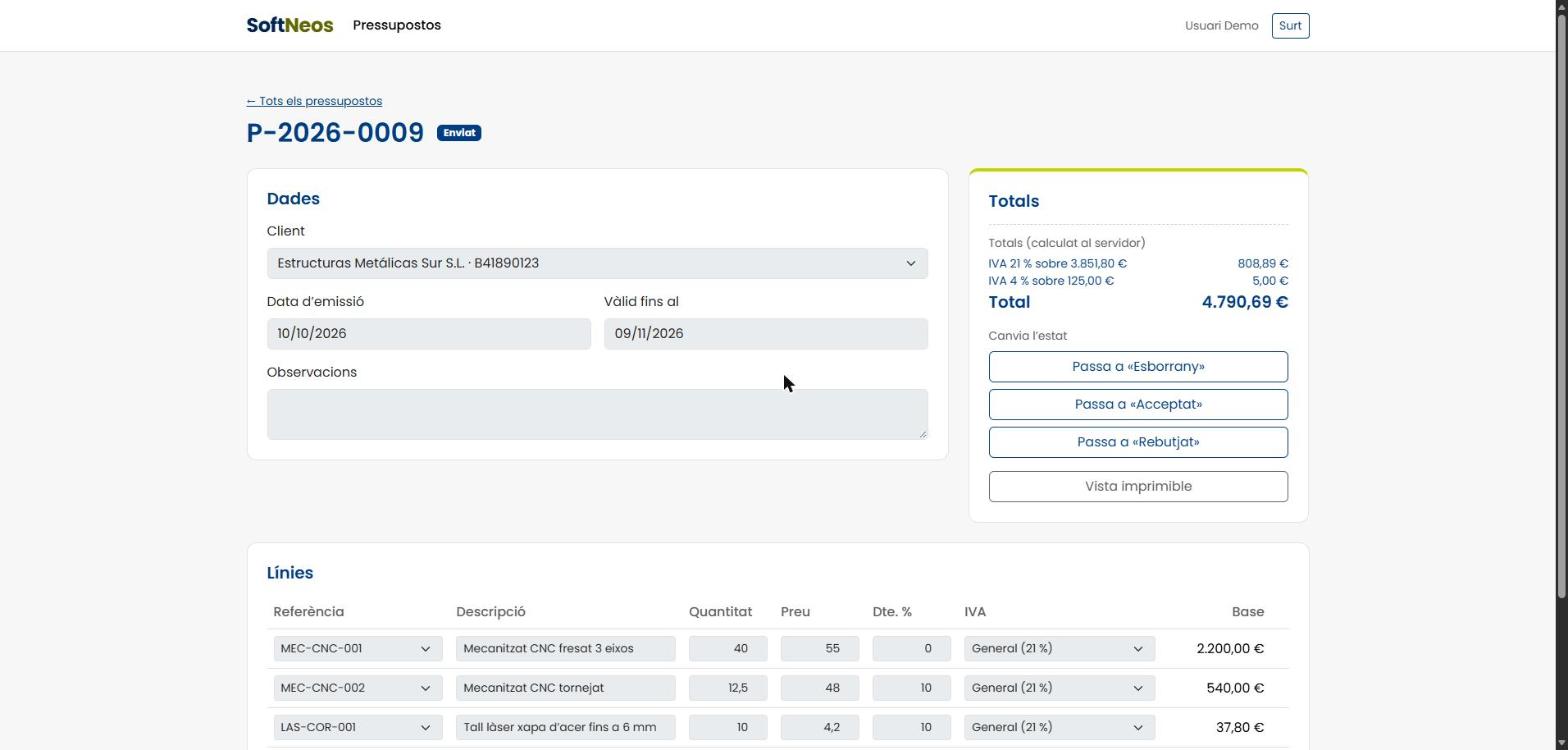 SoftNeos Pressupostos Usuari Demo Surt
← Tots els pressupostos
P-2026-0009 Enviat
Dades
Client
Estructuras Metálicas Sur S.L. · B41890123
Data d’emissió Vàlid fins al
10/10/2026 09/11/2026
Observacions
Totals
Totals (calculat al servidor)
IVA 21 % sobre 3.851,80 € 808,89 €
IVA 4 % sobre 125,00 € 5,00 €
Total 4.790,69 €
Canvia l’estat
Passa a «Esborrany»
Passa a «Acceptat»
Passa a «Rebutjat»
Vista imprimible
Línies
Referència Descripció Quantitat Preu Dte. % IVA Base
MEC-CNC-001 Mecanitzat CNC fresat 3 eixos 40 55 0 General (21 %) 2.200,00 €
MEC-CNC-002 Mecanitzat CNC tornejat 12,5 48 10 General (21 %) 540,00 €
LAS-COR-001 Tall làser xapa d’acer fins a 6 mm 10 4,2 10 General (21 %) 37,80 €